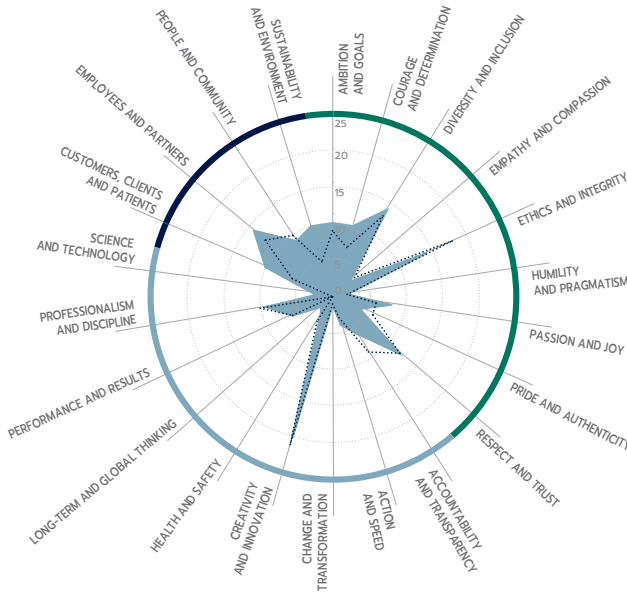 AMBITION
AND GOALS
COURAGE
AND DETERMINATION
DIVERSITY AND INCLUSION
EMPATHY AND COMPASSION
ETHICS AND INTEGRITY
HUMILITY
AND PRAGMATISM
PASSION AND JOY
PRIDE AND AUTHENTICITY
RESPECT AND TRUST
ACCOUNTABILITY
AND TRANSPARENCY
ACTION
AND SPEED
CHANGE AND
TRANSFORMATION
CREATIVITY
AND INNOVATION
HEALTH AND SAFETY
LONG-TERM AND GLOBAL THINKING
PERFORMANCE AND RESULTS
PROFESSIONALISM
AND DISCIPLINE
SCIENCE
AND TECHNOLOGY
CUSTOMERS, CLIENTS
AND PATIENTS
EMPLOYEES AND PARTNERS
PEOPLE AND COMMUNITY
SUSTAINABILITY
AND ENVIRONMENT
25
20
15
10
5
0